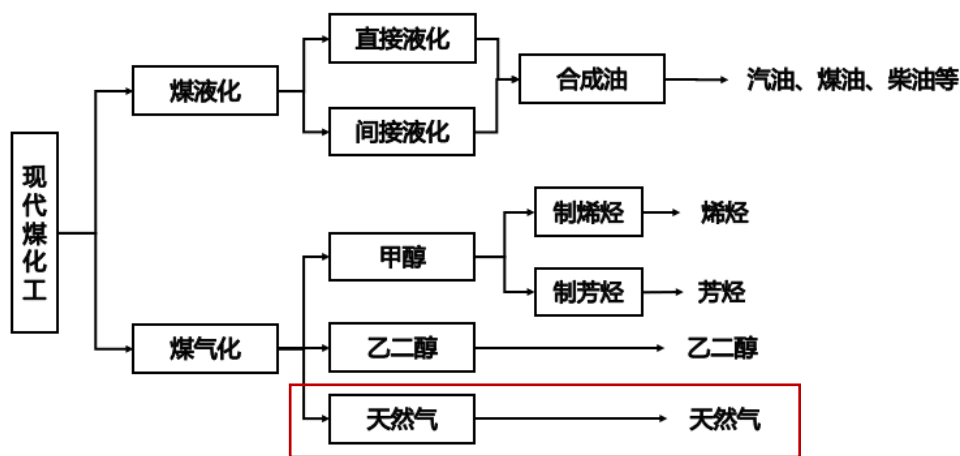 现代煤化工
煤液化
直接液化
间接液化
合成油
汽油、煤油、柴油等
煤气化
甲醇
制烯烃
烯烃
制芳烃
芳烃
乙二醇
乙二醇
天然气
天然气